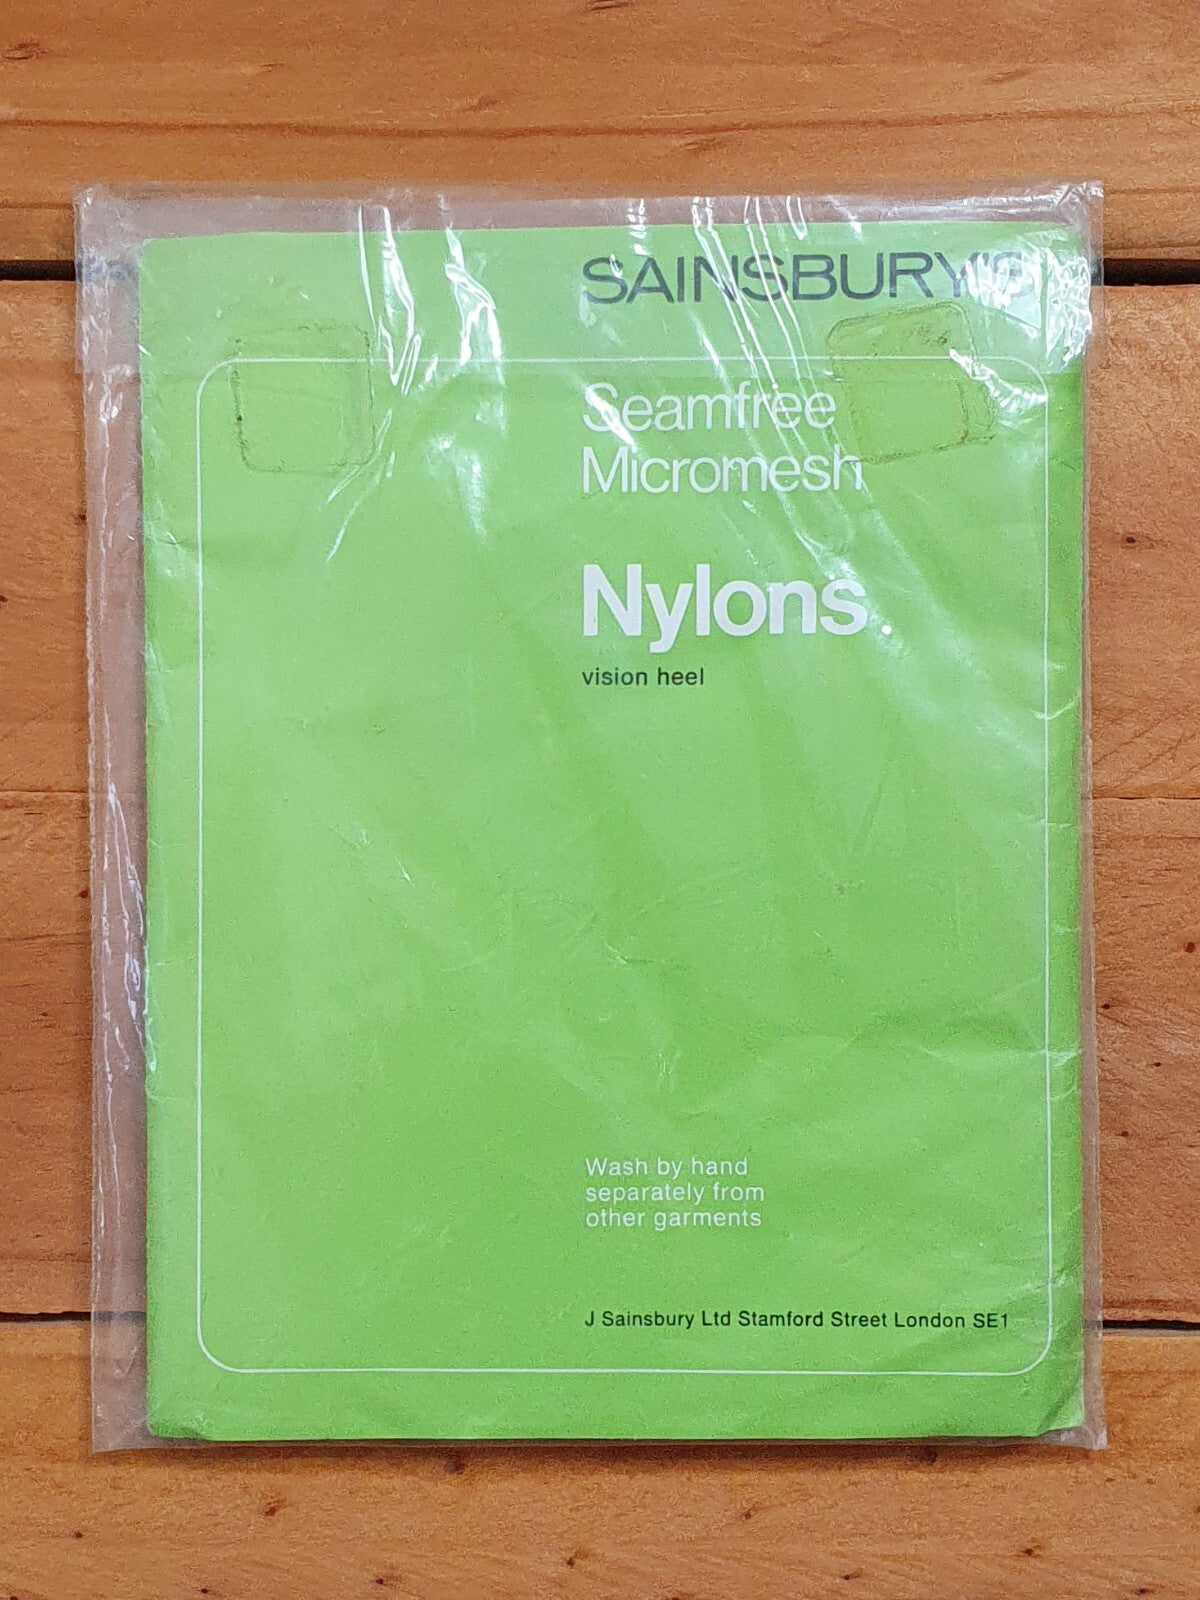 SAINSBURY'S
Seamfree
Micromesh
Nylons.
vision heel
Wash by hand
separately from
other garments
J Sainsbury Ltd Stamford Street London SE1